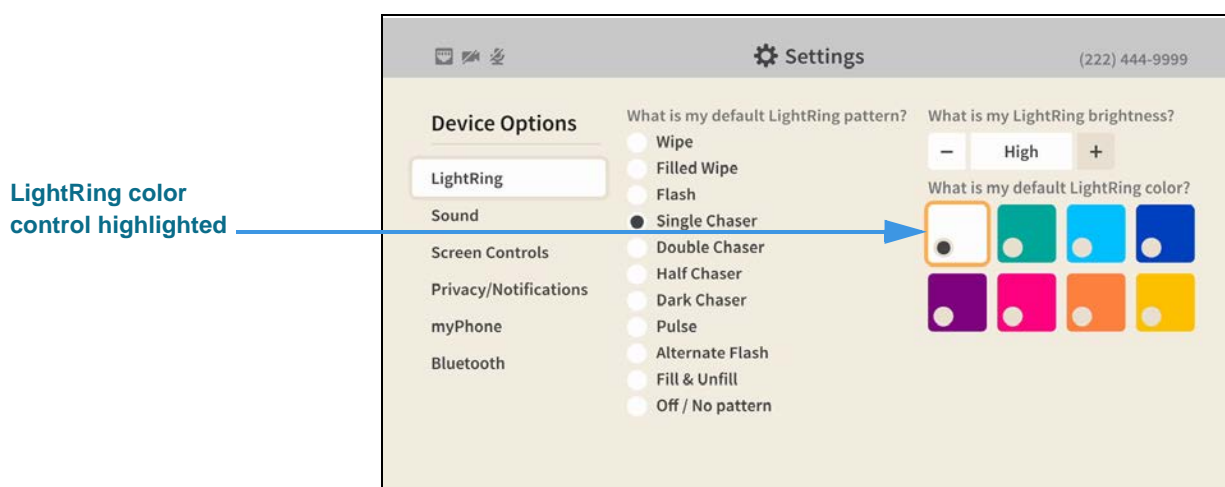 Settings
(222) 444-9999
LightRing color
control highlighted
Device Options
LightRing
Sound
Screen Controls
Privacy/Notifications
myPhone
Bluetooth
What is my default LightRing pattern?
Wipe
Filled Wipe
Flash
Single Chaser
Double Chaser
Half Chaser
Dark Chaser
Pulse
Alternate Flash
Fill & Unfill
Off / No pattern
What is my LightRing brightness?
− High +
What is my default LightRing color?